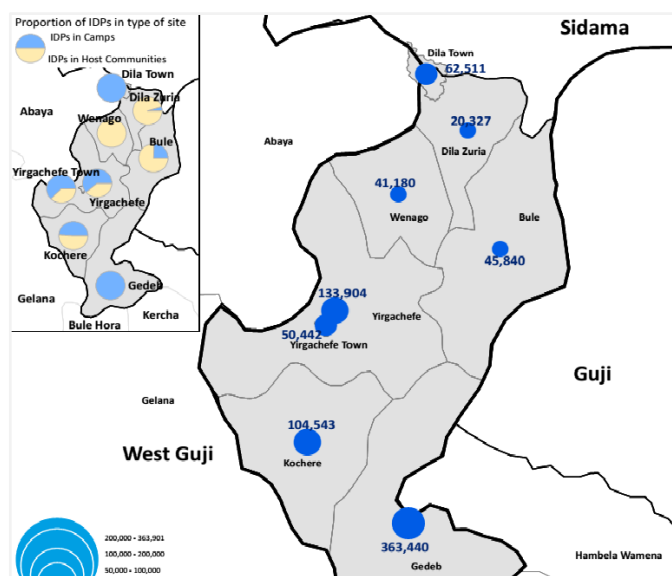 Proportion of IDPs in type of site
IDPs in Camps
IDPs in Host Communities
Dila Town
Dila Zuria
Abaya
Wenago
Bule
Yirgachefe Town
Yirgachefe
Kochere
Gedeb
Gelana
Kercha
Bule Hora
Sidama
Dila Town
62,511
20,327
Dila Zuria
Abaya
41,180
Wenago
Bule
45,840
133,904
Yirgachefe
50,442
Yirgachefe Town
Guji
Gelana
104,543
West Guji
Kochere
363,440
Gedeb
Hambela Wamena
200,000 - 363,901
100,000 - 200,000
50,000 - 100,000